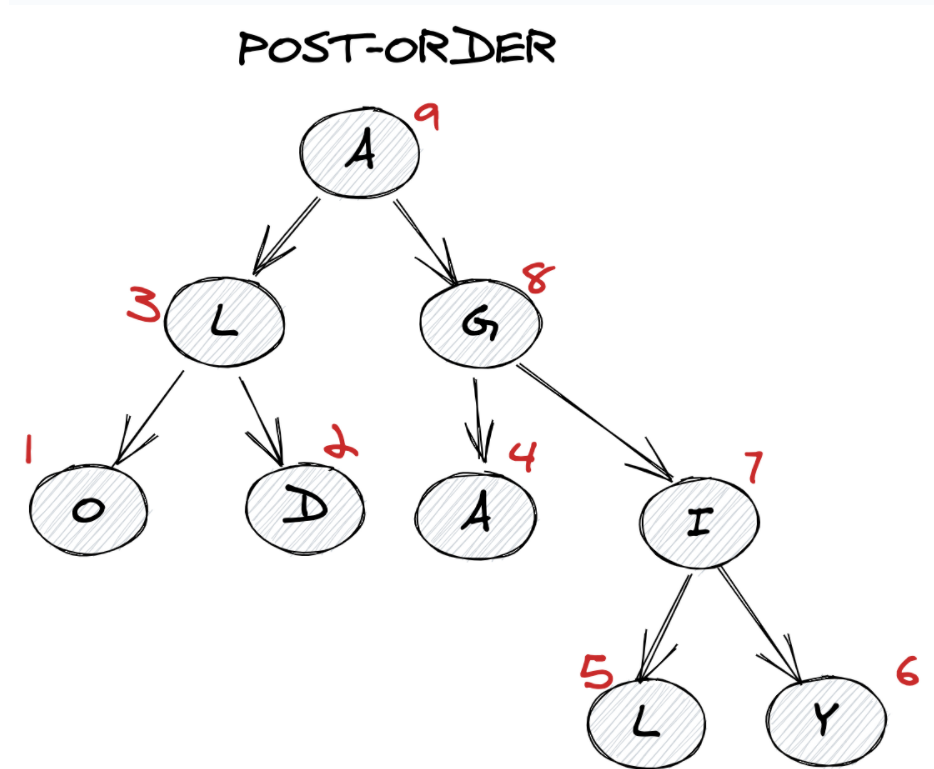 POST-ORDER
A 9
3 L
G 8
1 O
D 2
A 4
I 7
5 L
Y 6